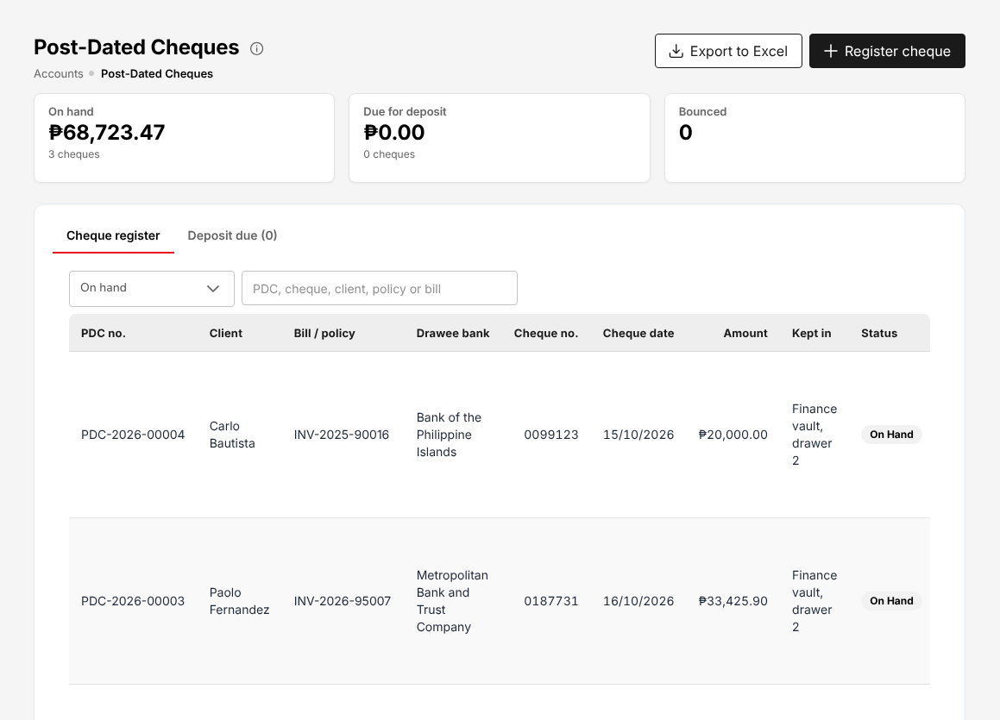 Post-Dated Cheques
Export to Excel
Register cheque
Accounts
Post-Dated Cheques
On hand
₱68,723.47
3 cheques
Due for deposit
₱0.00
0 cheques
Bounced
0
Cheque register
Deposit due (0)
On hand
PDC, cheque, client, policy or bill
PDC no.
Client
Bill / policy
Drawee bank
Cheque no.
Cheque date
Amount
Kept in
Status
PDC-2026-00004
Carlo
Bautista
INV-2025-90016
Bank of the
Philippine
Islands
0099123
15/10/2026
₱20,000.00
Finance
vault,
drawer
2
On Hand
PDC-2026-00003
Paolo
Fernandez
INV-2026-95007
Metropolitan
Bank and
Trust
Company
0187731
16/10/2026
₱33,425.90
Finance
vault,
drawer
2
On Hand